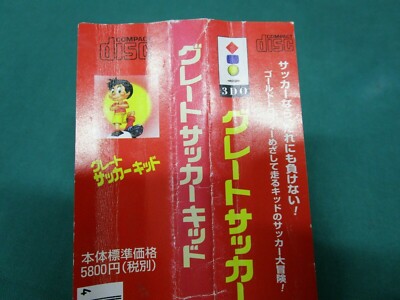 COMPACT
disc
グレート
サッカーキッド
本体標準価格
5800円(税別)
グレートサッカーキッド
3DO
グレートサッカー
COMPACT
disc
サッカーなら
れにも負けない!
ゴールド
ーめざして走るキッドのサッカー大冒険!
4